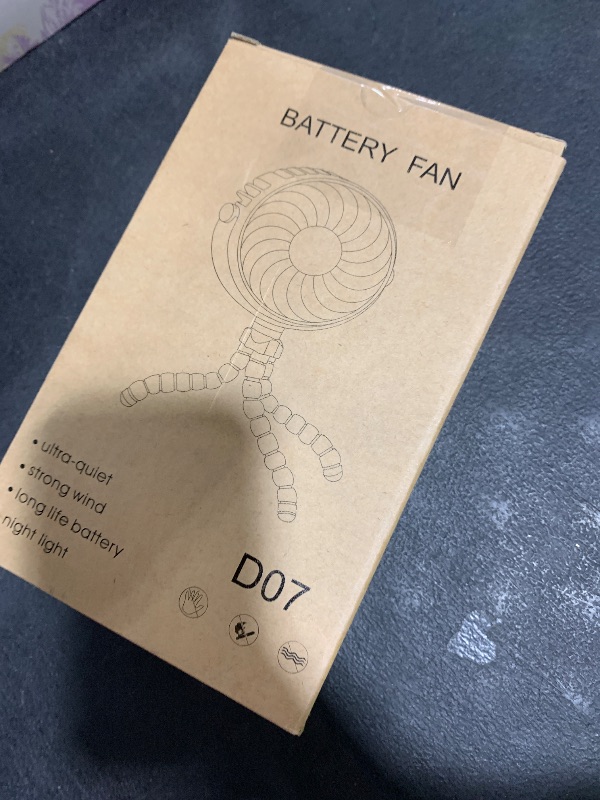 BATTERY FAN
• ultra-quiet
• strong wind
• long life battery
night light
D07